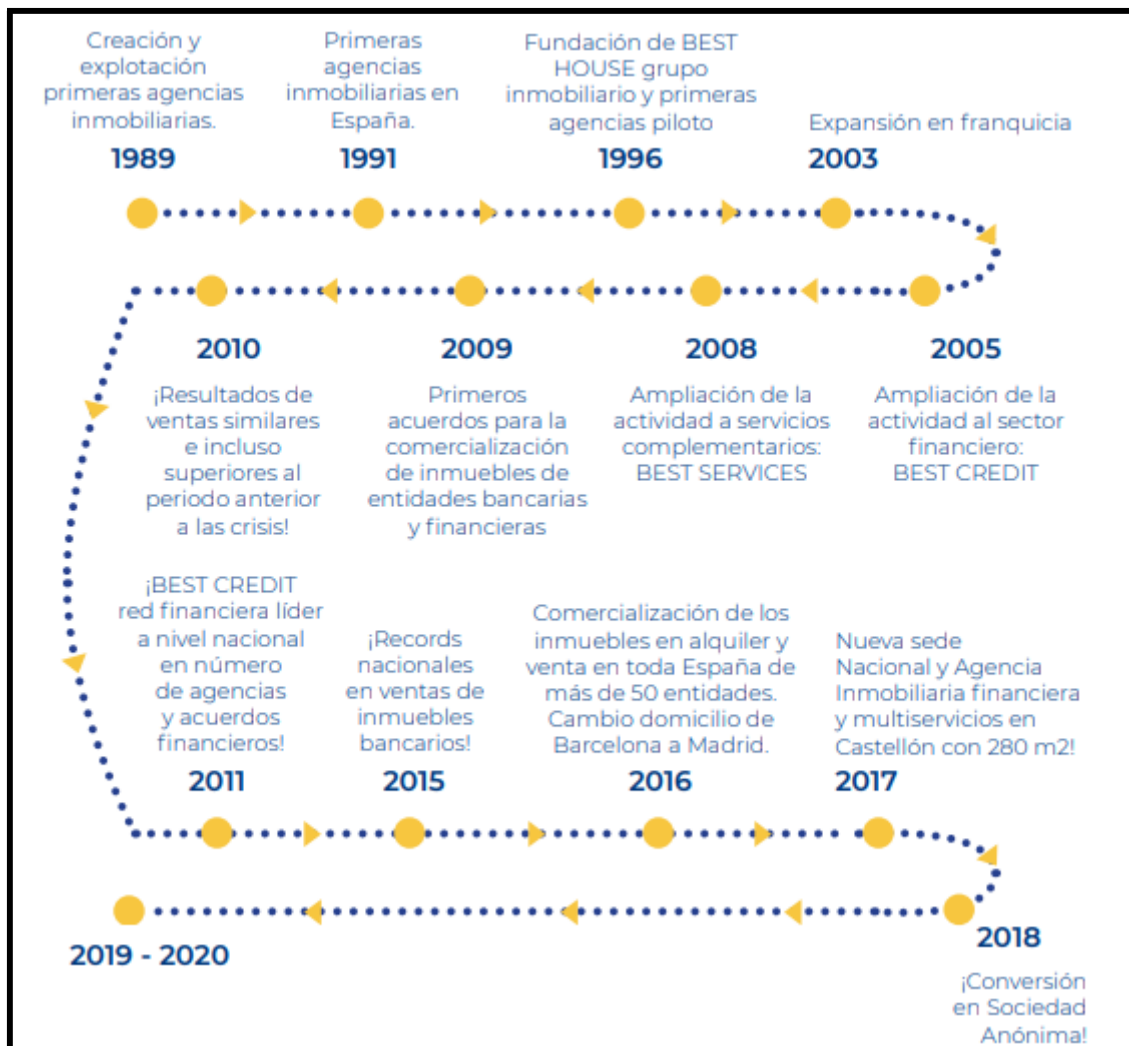 Creación y
explotación
primeras agencias
inmobiliarias.
1989
Primeras
agencias
inmobiliarias en
España.
1991
Fundación de BEST
HOUSE grupo
inmobiliario y primeras
agencias piloto
1996
Expansión en franquicia
2003
2005
Ampliación de la
actividad al sector
financiero:
BEST CREDIT
2008
Ampliación de la
actividad a servicios
complementarios:
BEST SERVICES
2009
Primeros
acuerdos para la
comercialización
de inmuebles de
entidades bancarias
y financieras
2010
¡Resultados de
ventas similares
e incluso
superiores al
periodo anterior
a las crisis!
¡BEST CREDIT
red financiera líder
a nivel nacional
en número
de agencias
y acuerdos
financieros!
2011
¡Records
nacionales
en ventas de
inmuebles
bancarios!
2015
Comercialización de los
inmuebles en alquiler y
venta en toda España de
más de 50 entidades.
Cambio domicilio de
Barcelona a Madrid.
2016
Nueva sede
Nacional y Agencia
Inmobiliaria financiera
y multiservicios en
Castellón con 280 m2!
2017
2018
¡Conversión
en Sociedad
Anónima!
2019 - 2020